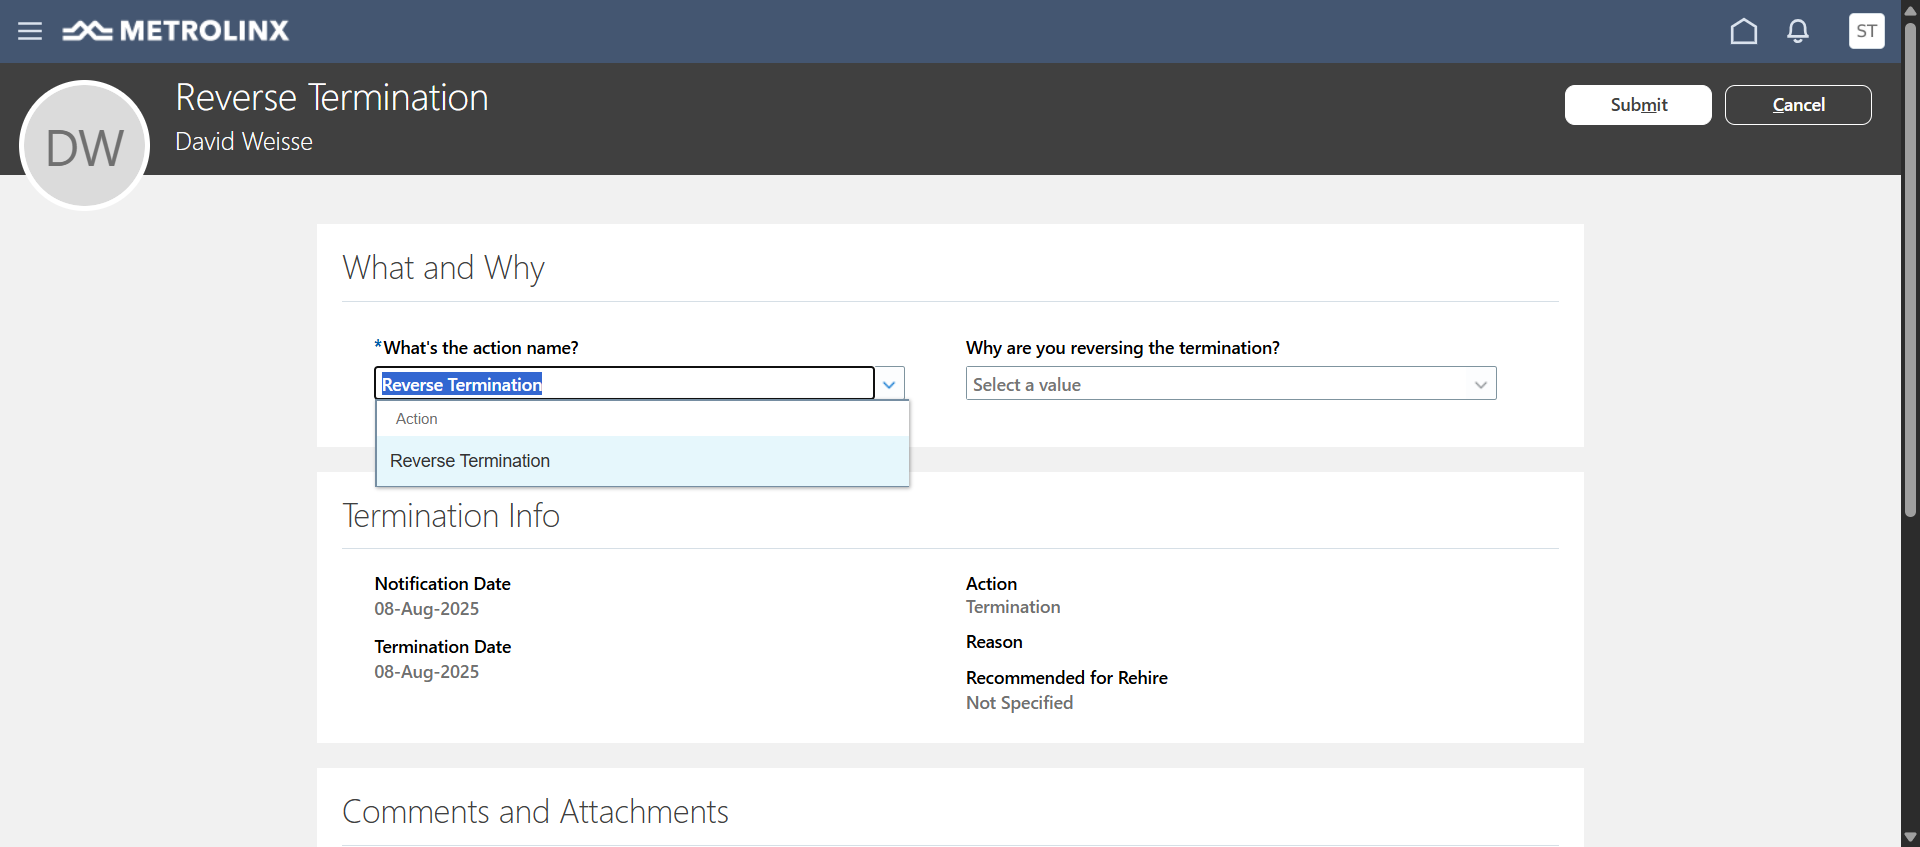 METROLINX
ST
DW
Reverse Termination
David Weisse
Submit
Cancel
What and Why
*What's the action name?
Reverse Termination
Action
Reverse Termination
Why are you reversing the termination?
Select a value
Termination Info
Notification Date
08-Aug-2025
Termination Date
08-Aug-2025
Action
Termination
Reason
Recommended for Rehire
Not Specified
Comments and Attachments